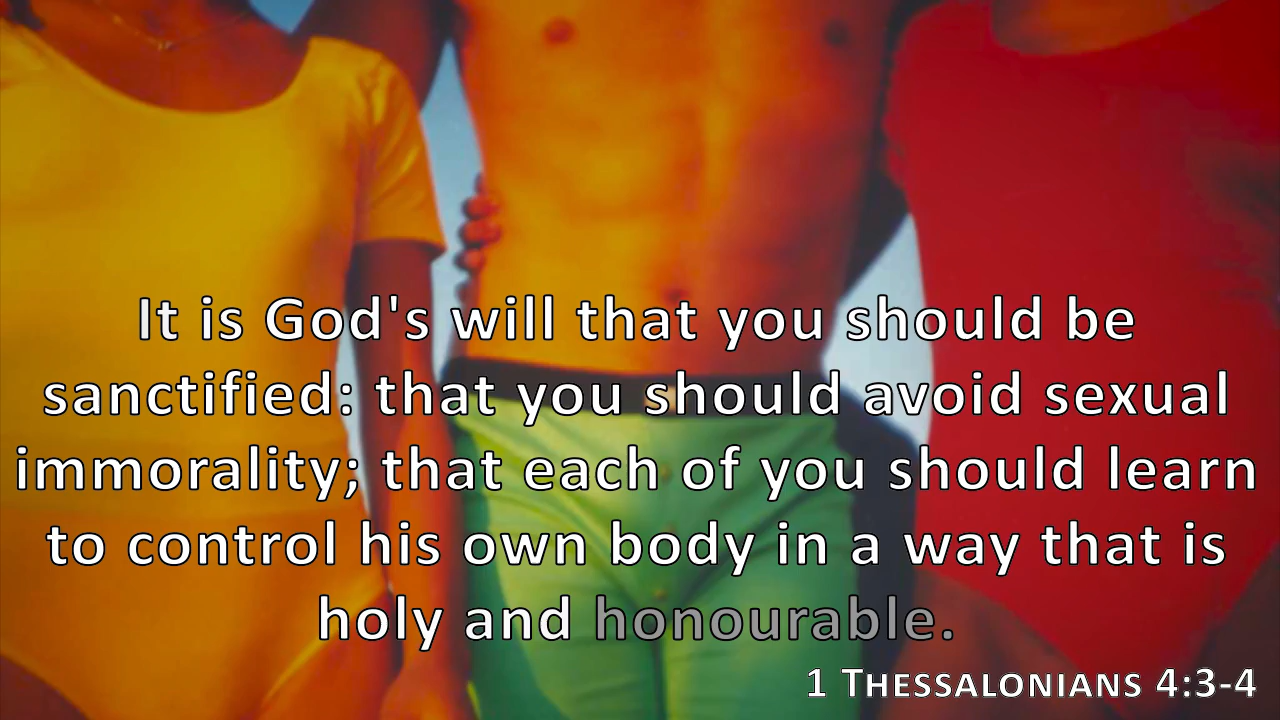 It is God's will that you should be
sanctified: that you should avoid sexual
immorality; that each of you should learn
to control his own body in a way that is
holy and honourable.
1 Thessalonians 4:3-4